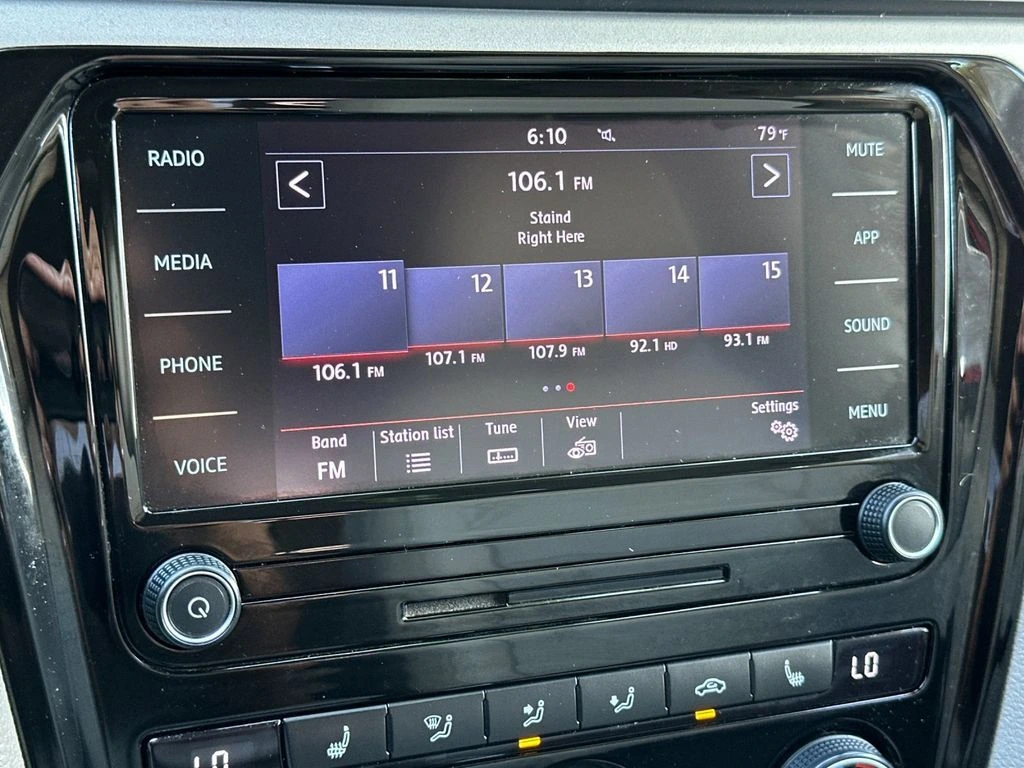 6:10 79°F
RADIO
MEDIA
PHONE
VOICE
<
106.1 FM
>
Staind
Right Here
11 12 13 14 15
106.1 FM 107.1 FM 107.9 FM 92.1 HD 93.1 FM
Band
FM
Station list
Tune
View
Settings
MUTE
APP
SOUND
MENU
LO
LO